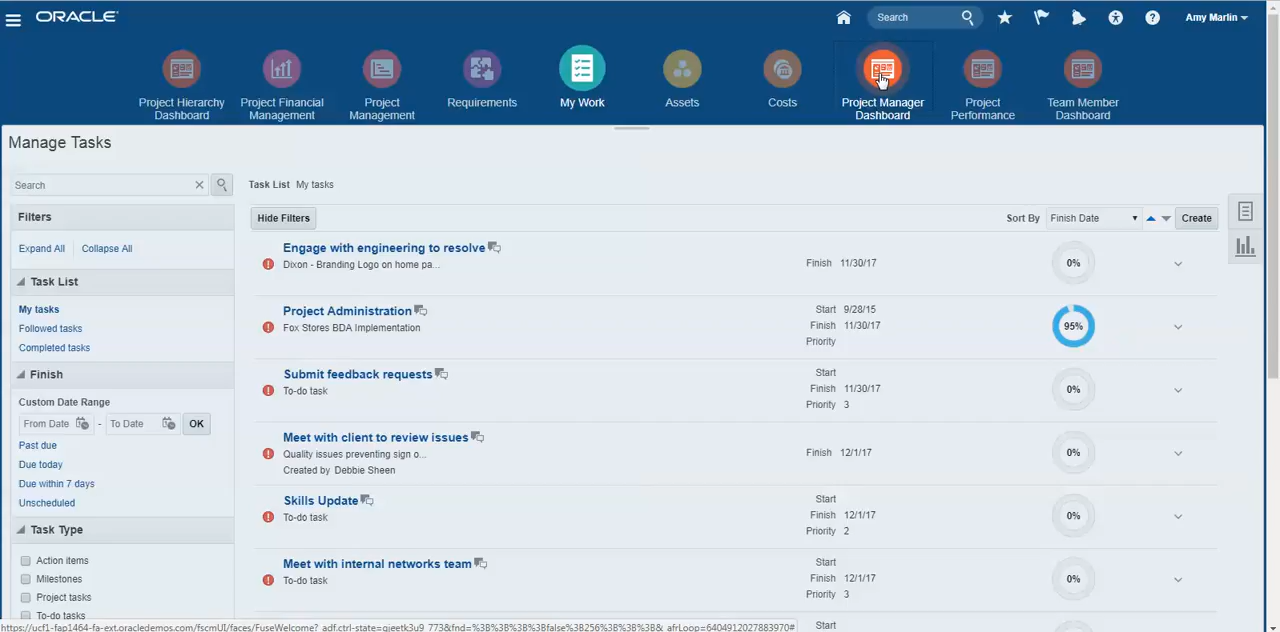 ORACLE
Search
Amy Marlin
Project Hierarchy Dashboard
Project Financial Management
Project Management
Requirements
My Work
Assets
Costs
Project Manager Dashboard
Project Performance
Team Member Dashboard
Manage Tasks
Search
Task List My tasks
Filters
Hide Filters
Sort By Finish Date
Create
Expand All
Collapse All
Task List
My tasks
Followed tasks
Completed tasks
Finish
Custom Date Range
From Date - To Date OK
Past due
Due today
Due within 7 days
Unscheduled
Task Type
Action items
Milestones
Project tasks
To-do tasks
Engage with engineering to resolve
Dixon - Branding Logo on home pa...
Finish 11/30/17
0%
Project Administration
Fox Stores BDA Implementation
Start 9/28/15
Finish 11/30/17
Priority
95%
Submit feedback requests
To-do task
Start
Finish 11/30/17
Priority 3
0%
Meet with client to review issues
Quality issues preventing sign o...
Created by Debbie Sheen
Finish 12/1/17
0%
Skills Update
To-do task
Start
Finish 12/1/17
Priority 2
0%
Meet with internal networks team
To-do task
Start
Finish 12/1/17
Priority 3
0%
Start